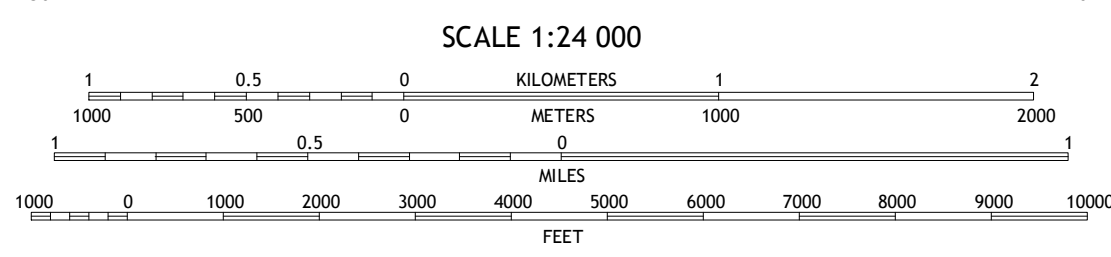 SCALE 1:24 000
1 0.5 0 KILOMETERS 1 2
1000 500 0 METERS 1000 2000
1 0.5 0 1
MILES
1000 0 1000 2000 3000 4000 5000 6000 7000 8000 9000 10000
FEET